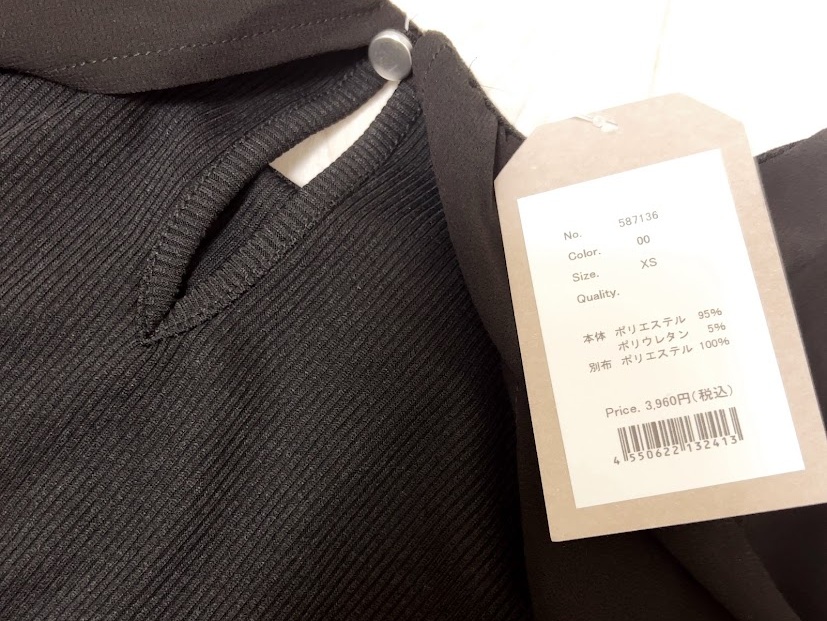 No. 587136
Color. 00
Size. XS
Quality.
本体 ポリエステル 95%
ポリウレタン 5%
別布 ポリエステル 100%
Price. 3,960円(税込)
4 550622 132413